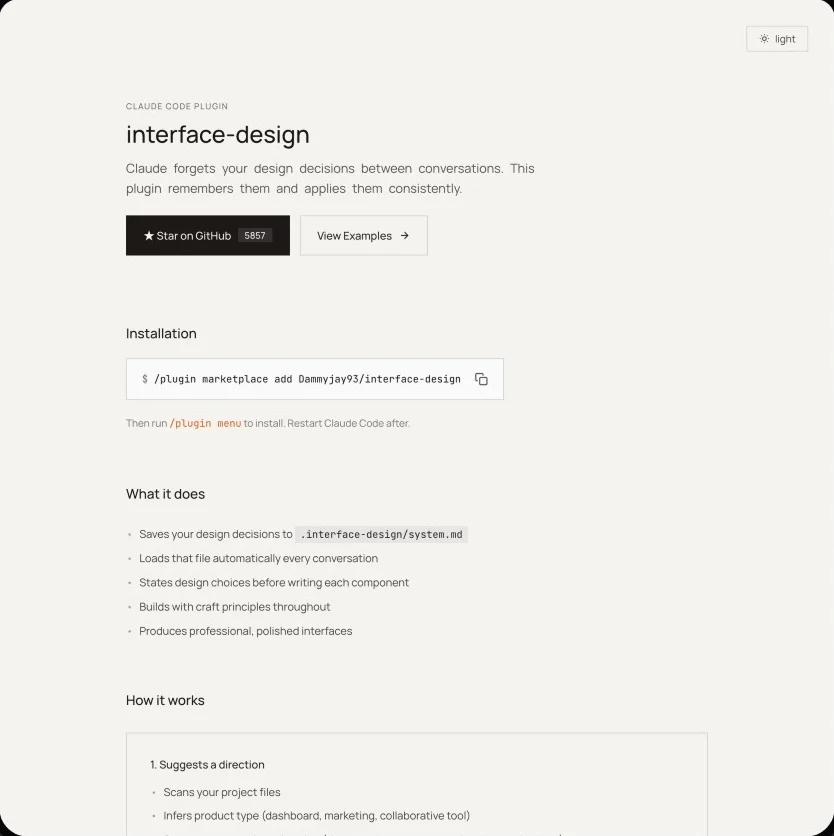 light
CLAUDE CODE PLUGIN
interface-design
Claude forgets your design decisions between conversations. This
plugin remembers them and applies them consistently.
★ Star on GitHub 5857
View Examples →
Installation
$ /plugin marketplace add Dammyjay93/interface-design
Then run /plugin menu to install. Restart Claude Code after.
What it does
• Saves your design decisions to .interface-design/system.md
• Loads that file automatically every conversation
• States design choices before writing each component
• Builds with craft principles throughout
• Produces professional, polished interfaces
How it works
1. Suggests a direction
• Scans your project files
• Infers product type (dashboard, marketing, collaborative tool)